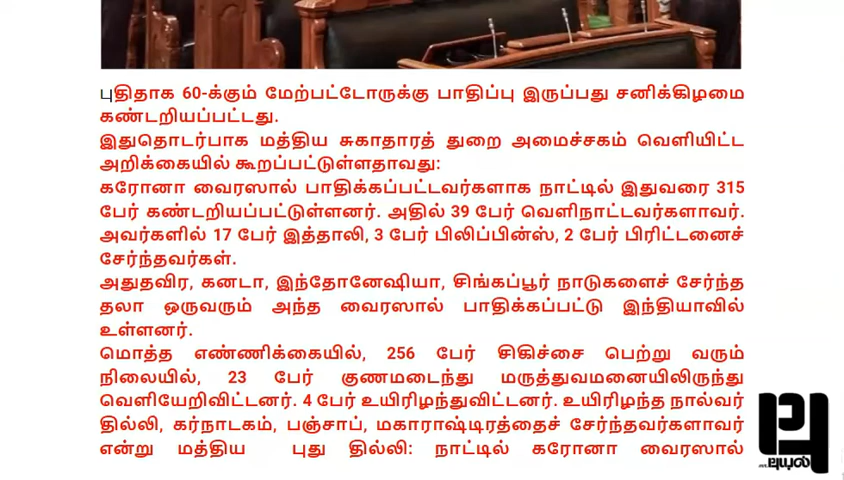 புதிதாக 60-க்கும் மேற்பட்டோருக்கு பாதிப்பு இருப்பது சனிக்கிழமை
கண்டறியப்பட்டது.
இதுதொடர்பாக மத்திய சுகாதாரத் துறை அமைச்சகம் வெளியிட்ட
அறிக்கையில் கூறப்பட்டுள்ளதாவது:
கரோனா வைரஸால் பாதிக்கப்பட்டவர்களாக நாட்டில் இதுவரை 315
பேர் கண்டறியப்பட்டுள்ளனர். அதில் 39 பேர் வெளிநாட்டவர்களாவர்.
அவர்களில் 17 பேர் இத்தாலி, 3 பேர் பிலிப்பின்ஸ், 2 பேர் பிரிட்டனைச்
சேர்ந்தவர்கள்.
அதுதவிர, கனடா, இந்தோனேஷியா, சிங்கப்பூர் நாடுகளைச் சேர்ந்த
தலா ஒருவரும் அந்த வைரஸால் பாதிக்கப்பட்டு இந்தியாவில்
உள்ளனர்.
மொத்த எண்ணிக்கையில், 256 பேர் சிகிச்சை பெற்று வரும்
நிலையில், 23 பேர் குணமடைந்து மருத்துவமனையிலிருந்து
வெளியேறிவிட்டனர். 4 பேர் உயிரிழந்துவிட்டனர். உயிரிழந்த நால்வர்
தில்லி, கர்நாடகம், பஞ்சாப், மகாராஷ்டிரத்தைச் சேர்ந்தவர்களாவர்
என்று மத்திய புது தில்லி: நாட்டில் கரோனா வைரஸால்
புயல்